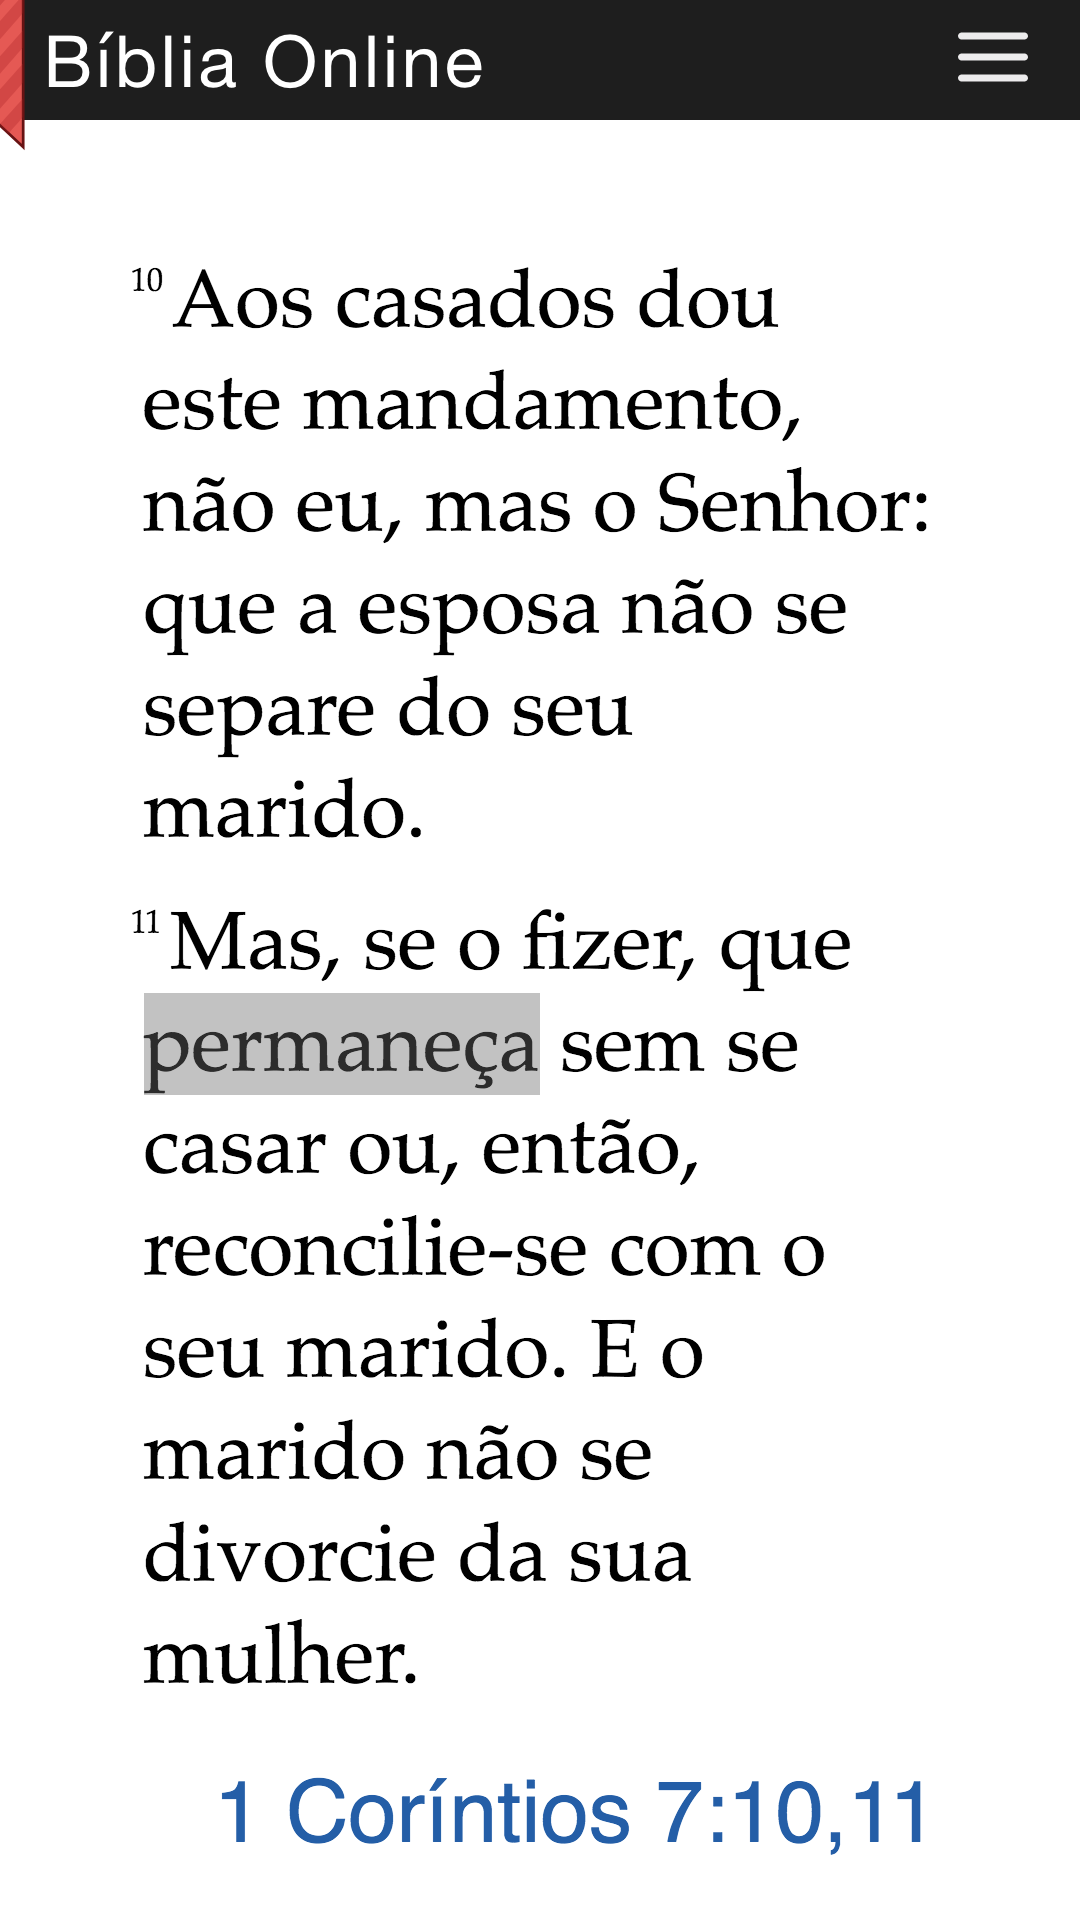 Bíblia Online
10 Aos casados dou
este mandamento,
não eu, mas o Senhor:
que a esposa não se
separe do seu
marido.
11 Mas, se o fizer, que
permaneça sem se
casar ou, então,
reconcilie-se com o
seu marido. E o
marido não se
divorcie da sua
mulher.
1 Coríntios 7:10,11